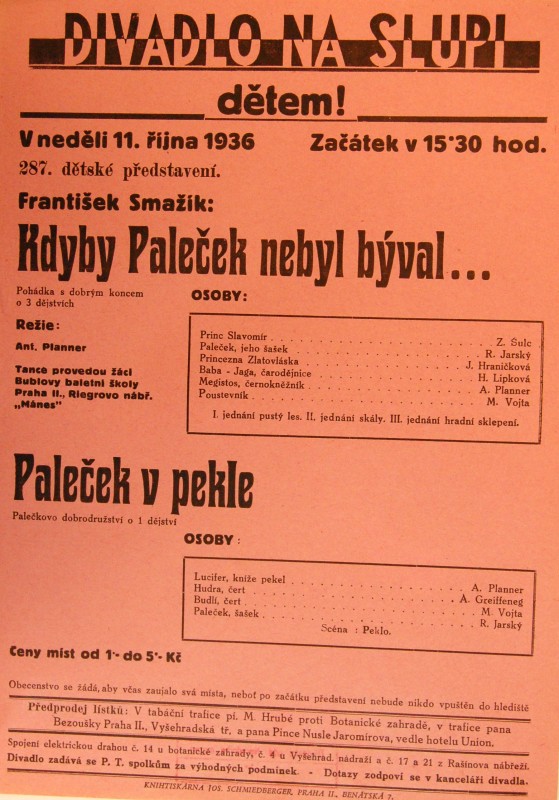 DIVADLO NA SLUPI
dětem!
V neděli 11. října 1936 Začátek v 15·30 hod.
287. dětské představení.
František Smažík:
Kdyby Paleček nebyl býval...
Pohádka s dobrým koncem
o 3 dějstvích
Režie:
Ant. Planner
Tance provedou žáci
Bublovy baletní školy
Praha II., Riegrovo nábř.
„Mánes"
OSOBY:
Princ Slavomír . . . . . Z. Šulc
Paleček, jeho šašek . . . . . R. Jarský
Princezna Zlatovláska . . . . . J. Hraničková
Baba - Jaga, čarodějnice . . . . . H. Lipková
Megistos, černokněžník . . . . . A. Planner
Poustevník . . . . . M. Vojta
I. jednání pustý les. II. jednání skály. III. jednání hradní sklepení.
Paleček v pekle
Palečkovo dobrodružství o 1 dějství
OSOBY:
Lucifer, kníže pekel . . . . . A. Planner
Hudra, čert . . . . . A. Greiffeneg
Budli, čert . . . . . M. Vojta
Paleček, šašek . . . . . R. Jarský
Scéna : Peklo.
Ceny míst od 1·- do 5·- Kč
Obecenstvo se žádá, aby včas zaujalo svá místa, neboť po začátku představení nebude nikdo vpuštěn do hlediště
Předprodej lístků: V tabáční trafice pí. M. Hrubé proti Botanické zahradě, v trafice pana
Bezoušky Praha II., Vyšehradská tř. a pana Pince Nusle Jaromírova, vedle hotelu Union.
Spojení elektrickou drahou č. 14 u botanické záhrady, č. 4 u Vyšehrad. nádraží a č. 17 a 21 z Rašínova nábřeží.
Divadlo zadává se P. T. spolkům za výhodných podmínek. - Dotazy zodpoví se v kanceláři divadla.
KNIHTISKÁRNA JOS. SCHMIEDBERGER, PRAHA II., BENÁTSKÁ 7.